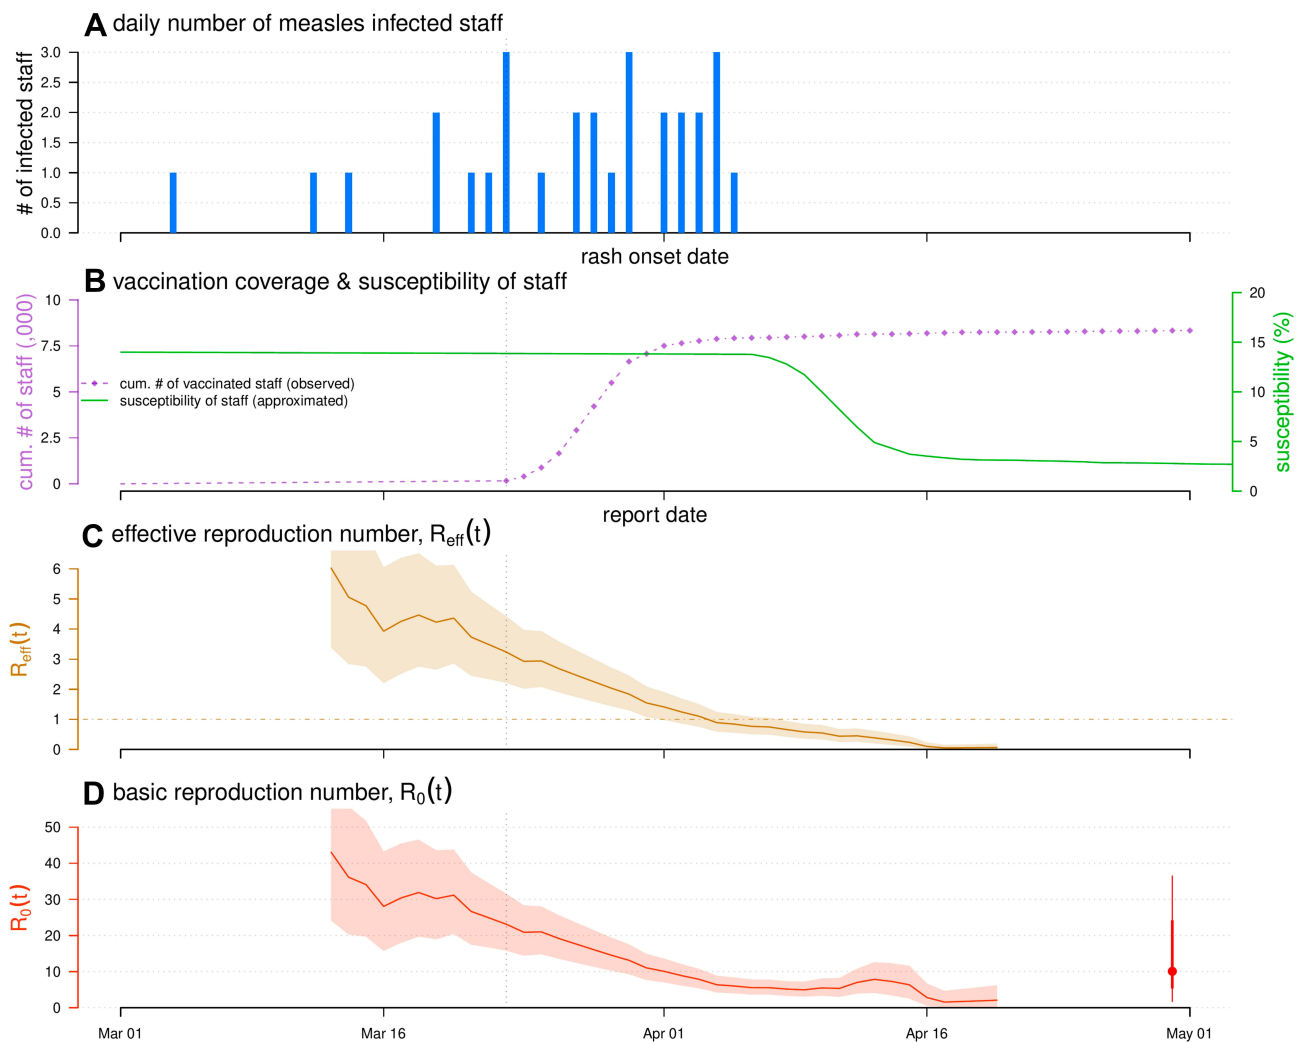 A daily number of measles infected staff
# of infected staff
3.0
2.5
2.0
1.5
1.0
0.5
0.0
rash onset date
B vaccination coverage & susceptibility of staff
cum. # of staff (,000)
10
7.5
5
2.5
0
cum. # of vaccinated staff (observed)
susceptibility of staff (approximated)
20
15
10
5
0
susceptibility (%)
report date
C effective reproduction number, Reff(t)
Reff(t)
6
5
4
3
2
1
0
D basic reproduction number, R0(t)
R0(t)
50
40
30
20
10
0
Mar 01 Mar 16 Apr 01 Apr 16 May 01